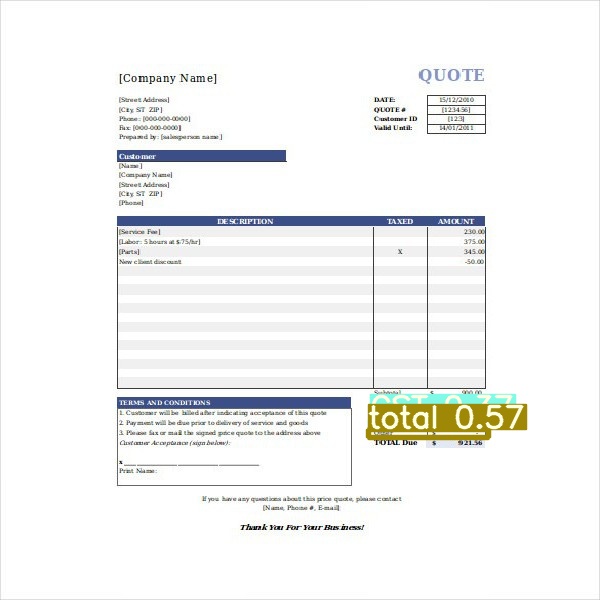 QUOTE
[Company Name]
[Street Address]
[City, ST ZIP]
Phone: [000-000-0000]
Fax: [000-000-0000]
Prepared by: [salesperson name]
DATE: 15/12/2010
QUOTE # [123456]
Customer ID [123]
Valid Until: 14/01/2011
Customer
[Name]
[Company Name]
[Street Address]
[City, ST ZIP]
[Phone]
DESCRIPTION TAXED AMOUNT
[Service Fee] 230.00
[Labor: 5 hours at $75/hr] 375.00
[Parts] X 345.00
New client discount -50.00
Subtotal $ 900.00
total 0.57
TOTAL Due $ 921.56
TERMS AND CONDITIONS
1. Customer will be billed after indicating acceptance of this quote
2. Payment will be due prior to delivery of service and goods
3. Please fax or mail the signed price quote to the address above
Customer Acceptance (sign below):
x
Print Name:
If you have any questions about this price quote, please contact
[Name, Phone #, E-mail]
Thank You For Your Business!